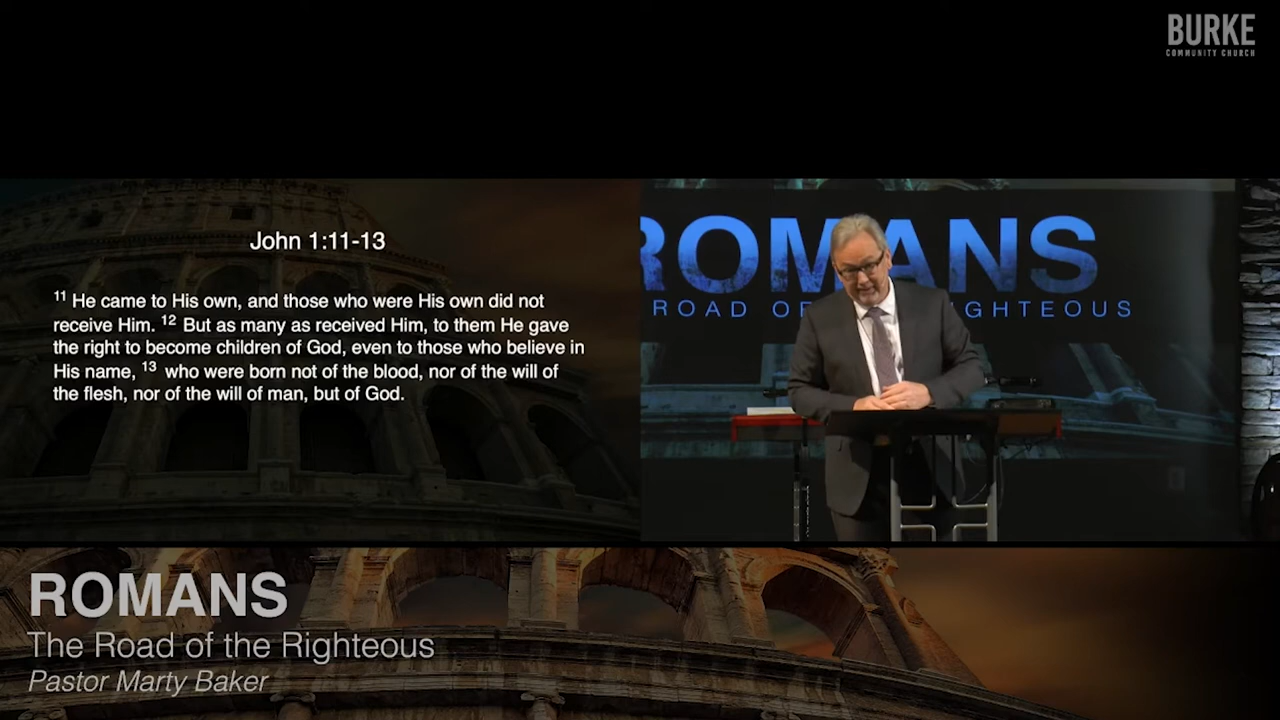 BURKE
COMMUNITY CHURCH
John 1:11-13
11 He came to His own, and those who were His own did not
receive Him. 12 But as many as received Him, to them He gave
the right to become children of God, even to those who believe in
His name, 13 who were born not of the blood, nor of the will of
the flesh, nor of the will of man, but of God.
ROMANS
ROAD OF GHTEOUS
ROMANS
The Road of the Righteous
Pastor Marty Baker